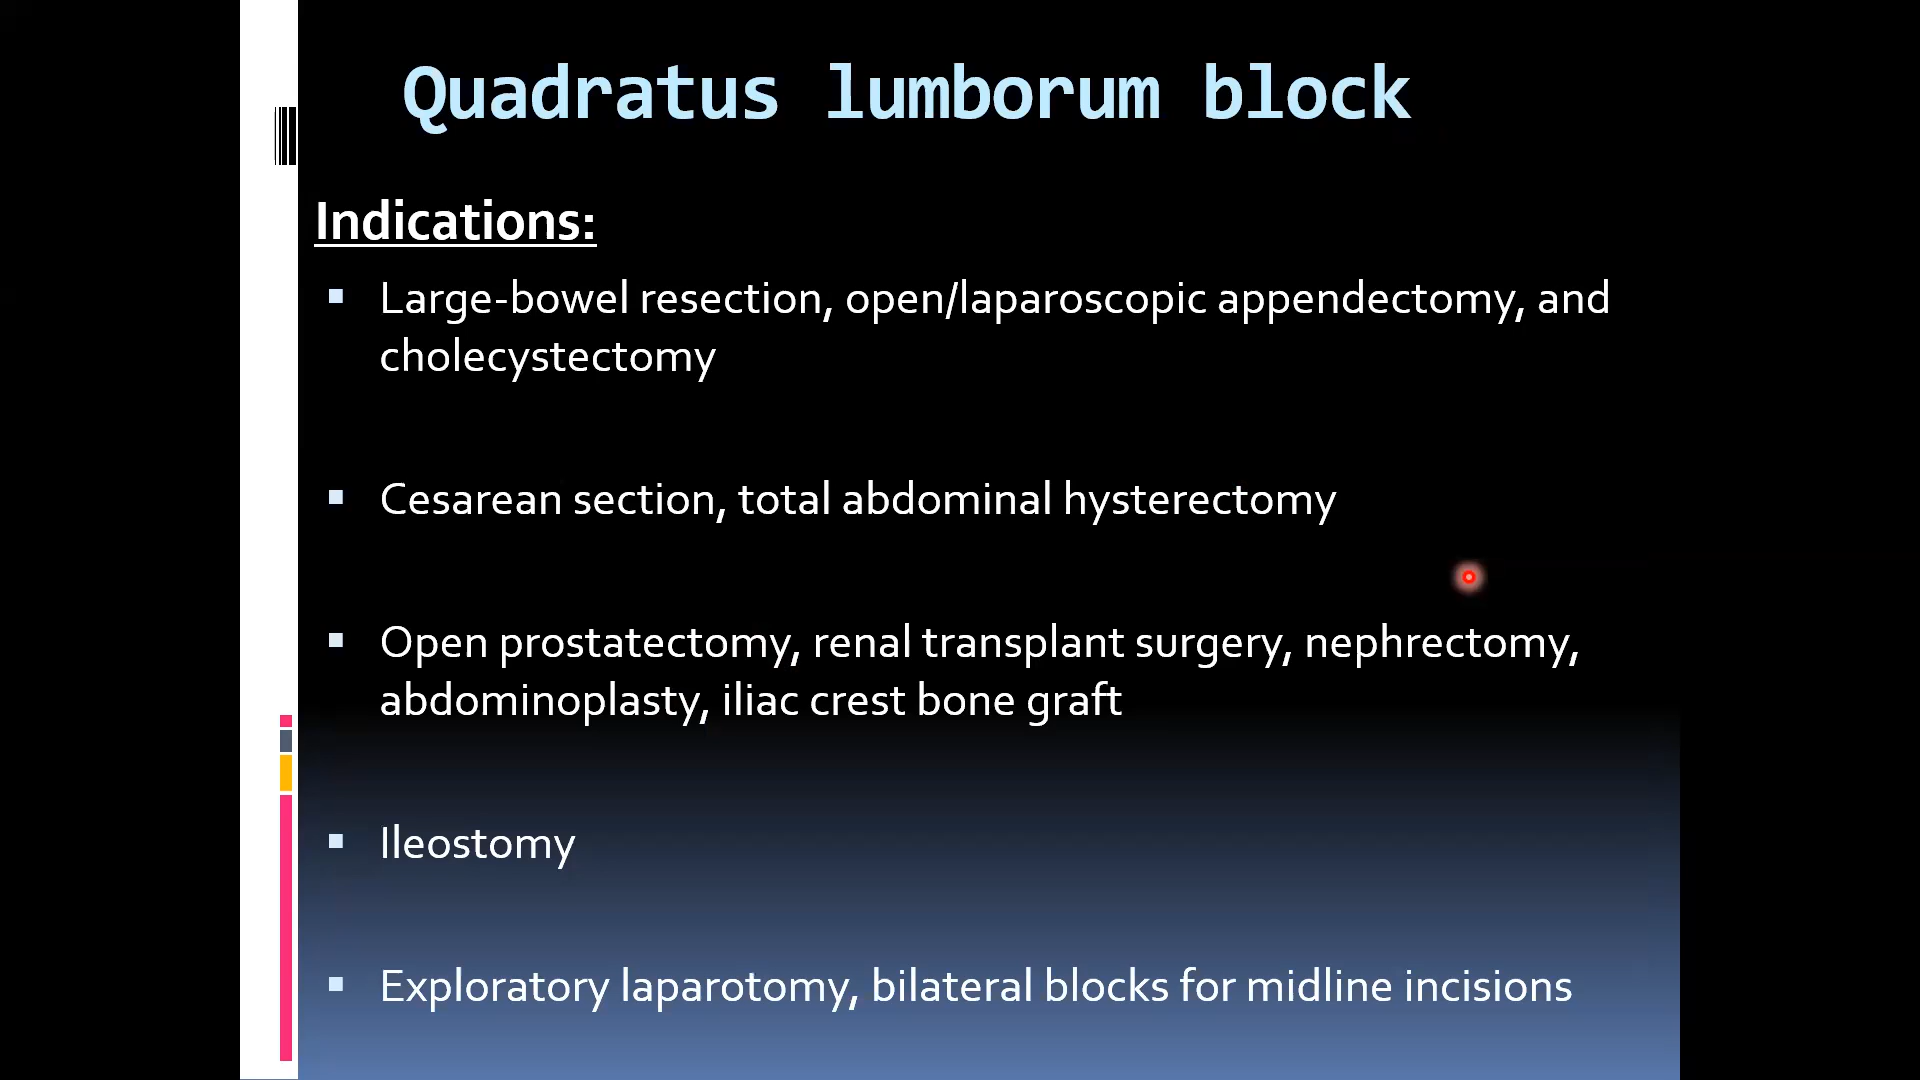 Quadratus lumborum block
Indications:
Large-bowel resection, open/laparoscopic appendectomy, and
cholecystectomy
Cesarean section, total abdominal hysterectomy
Open prostatectomy, renal transplant surgery, nephrectomy,
abdominoplasty, iliac crest bone graft
Ileostomy
Exploratory laparotomy, bilateral blocks for midline incisions